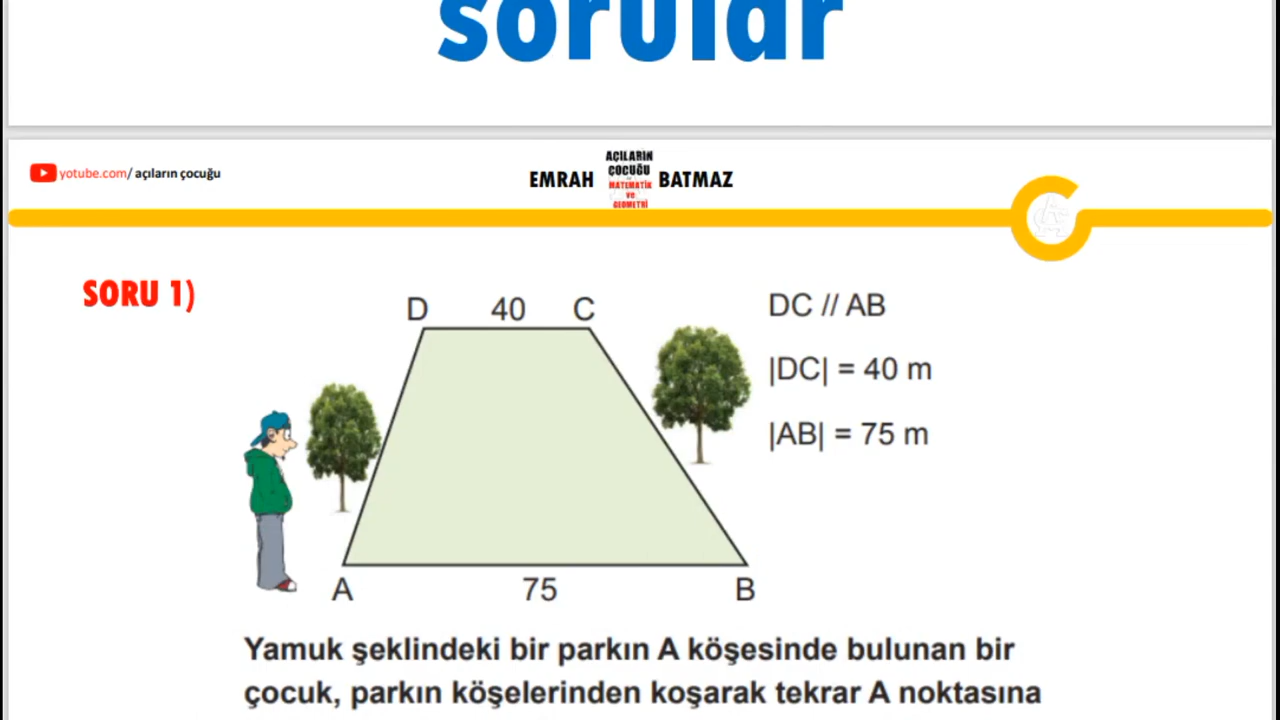 sorular
yotube.com/ açıların çocuğu
EMRAH
AÇILARIN
ÇOCUĞU
MATEMATİK
ve
GEOMETRİ
BATMAZ
SORU 1)
D 40 C
DC // AB
|DC| = 40 m
|AB| = 75 m
A 75 B
Yamuk şeklindeki bir parkın A köşesinde bulunan bir
çocuk, parkın köşelerinden koşarak tekrar A noktasına